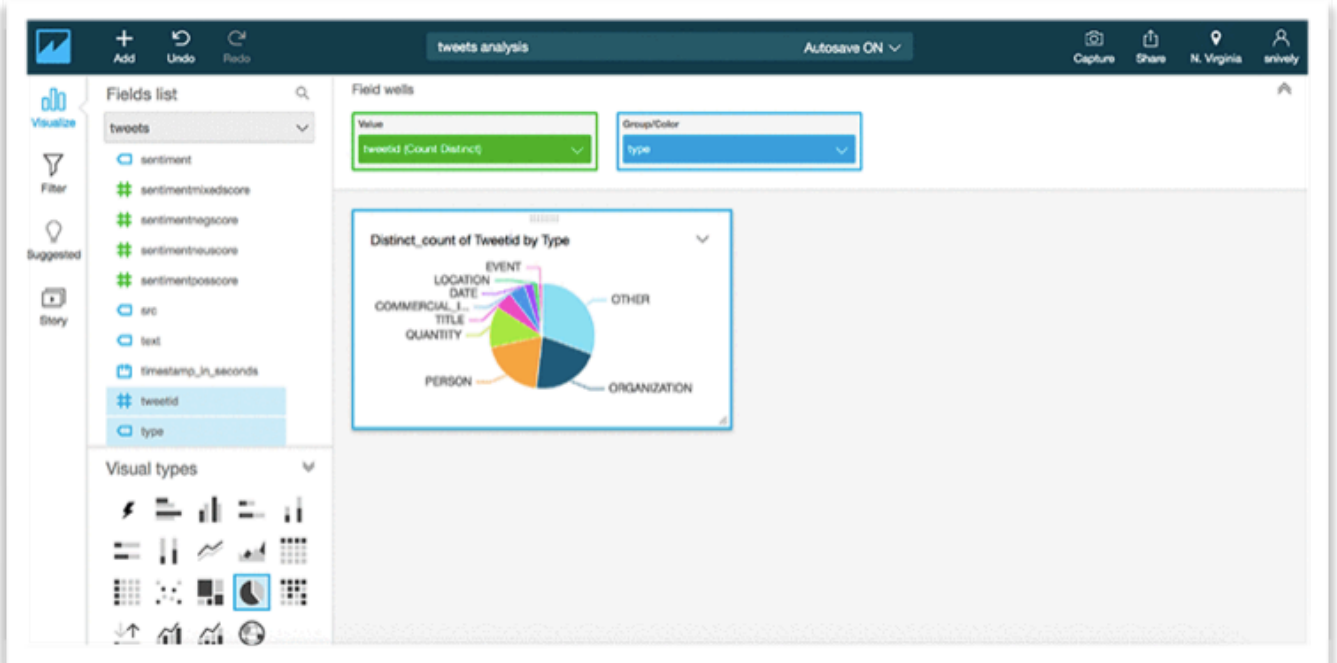 Add
Undo
Redo
tweets analysis
Autosave ON
Capture
Share
N. Virginia
snively
Visualize
Filter
Suggested
Story
Fields list
tweets
sentiment
sentimentmixedscore
sentimentnegscore
sentimentneuscore
sentimentposscore
src
text
timestamp_in_seconds
tweetid
type
Visual types
Field wells
Value
tweetid (Count Distinct)
Group/Color
type
Distinct_count of Tweetid by Type
EVENT
LOCATION
DATE
COMMERCIAL_I...
TITLE
QUANTITY
PERSON
OTHER
ORGANIZATION